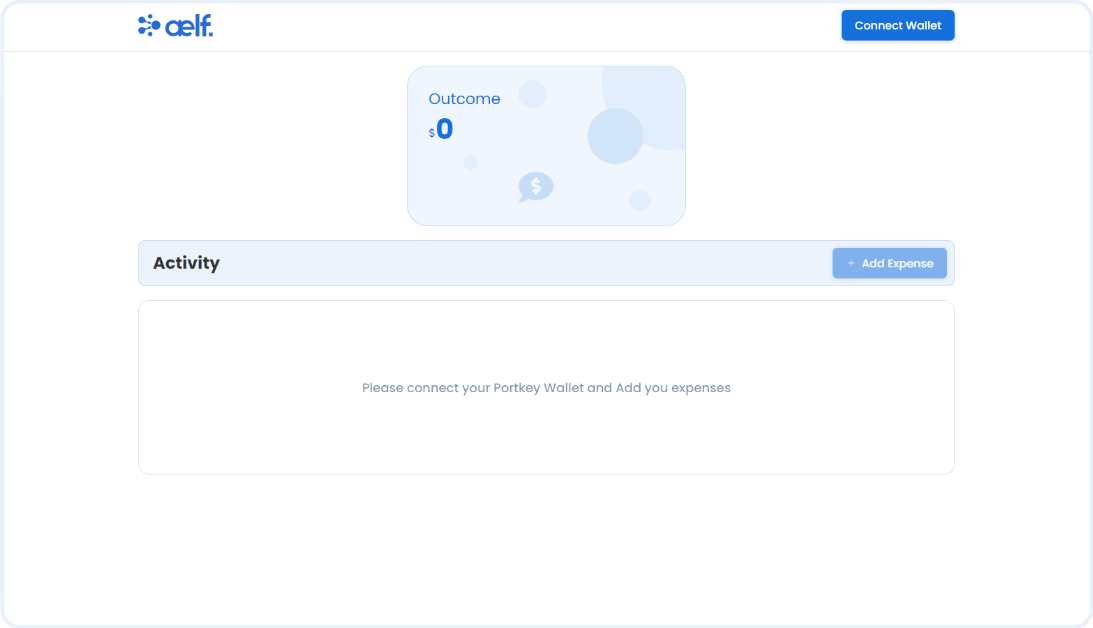 aelf.
Connect Wallet
Outcome
$0
$
Activity
+ Add Expense
Please connect your Portkey Wallet and Add you expenses